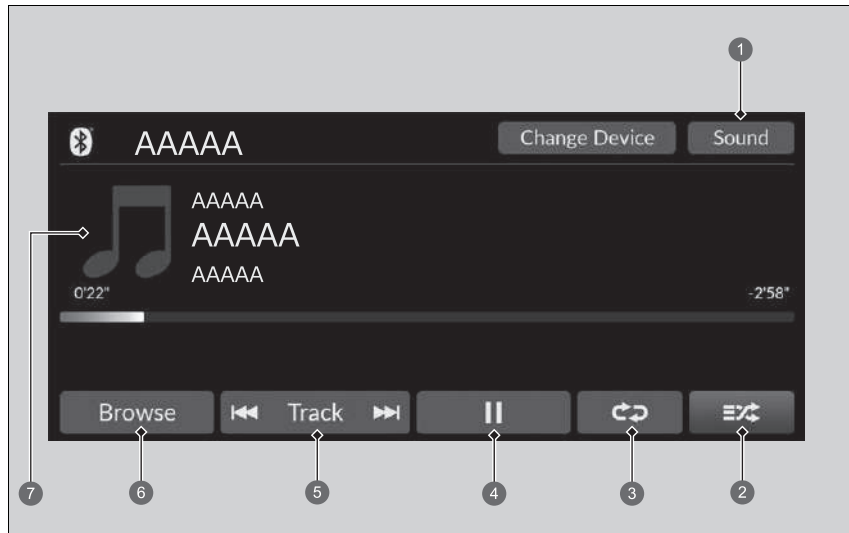 1
AAAAA Change Device Sound
AAAAA
AAAAA
AAAAA
7
0'22" -2'58"
Browse Track
6 5 4 3 2